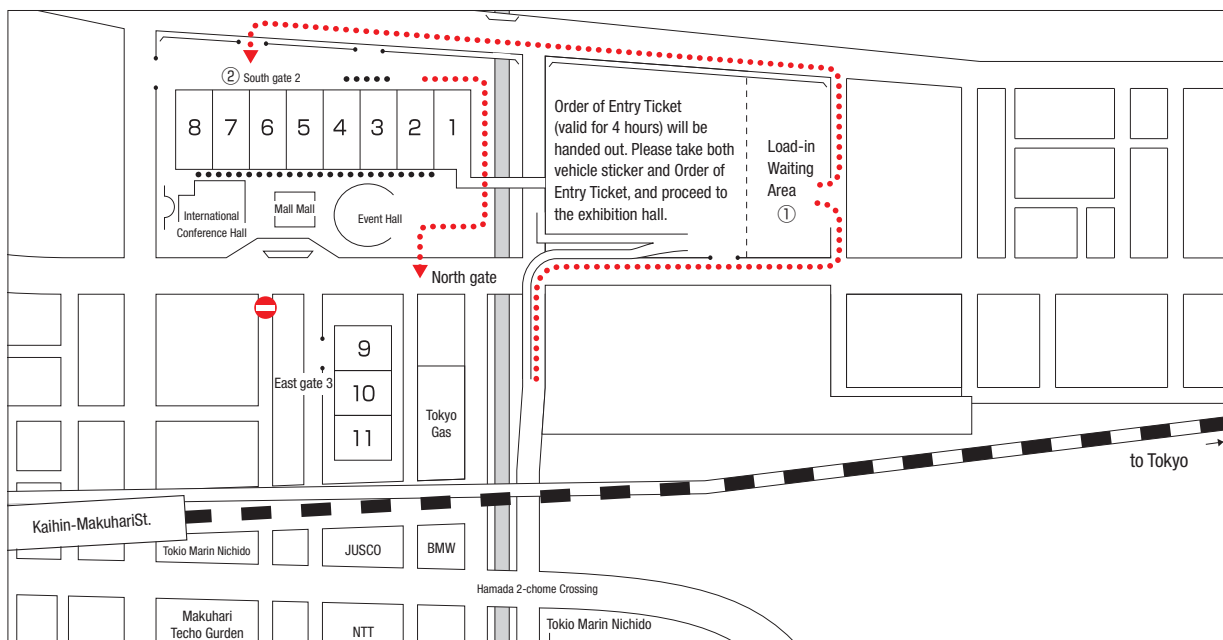 ② South gate 2
8 7 6 5 4 3 2 1
International
Conference Hall
Mall Mall
Event Hall
Order of Entry Ticket
(valid for 4 hours) will be
handed out. Please take both
vehicle sticker and Order of
Entry Ticket, and proceed to
the exhibition hall.
Load-in
Waiting
Area
①
North gate
East gate 3
9
10
11
Tokyo
Gas
to Tokyo
Kaihin-MakuhariSt.
Tokio Marin Nichido
JUSCO
BMW
Hamada 2-chome Crossing
Makuhari
Techo Gurden
NTT
Tokio Marin Nichido